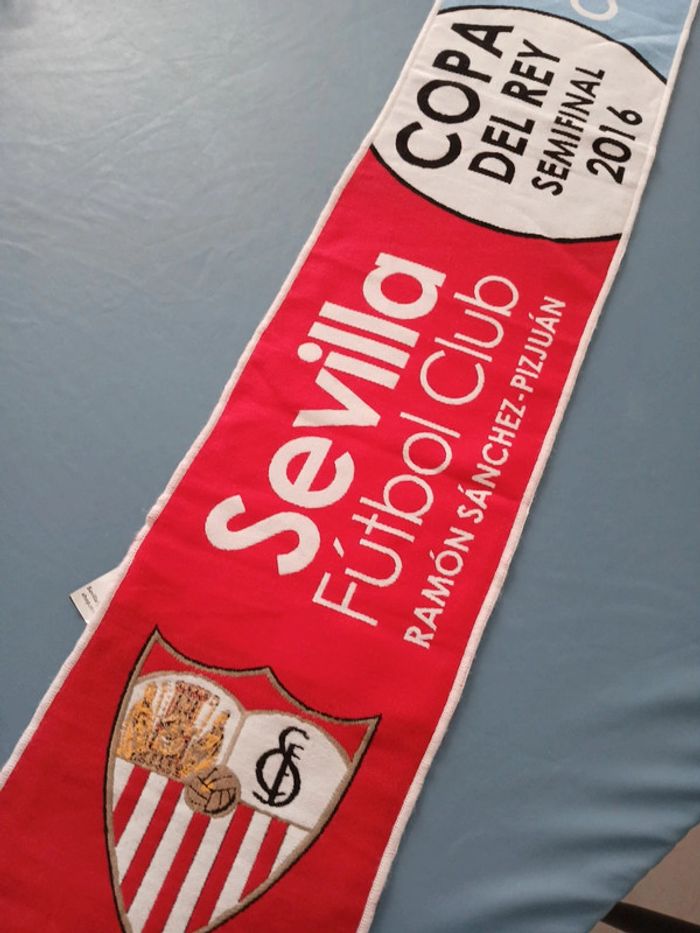 COPA
DEL REY
SEMIFINAL
2016
Sevilla
Fútbol Club
RAMÓN SÁNCHEZ-PIZJUÁN